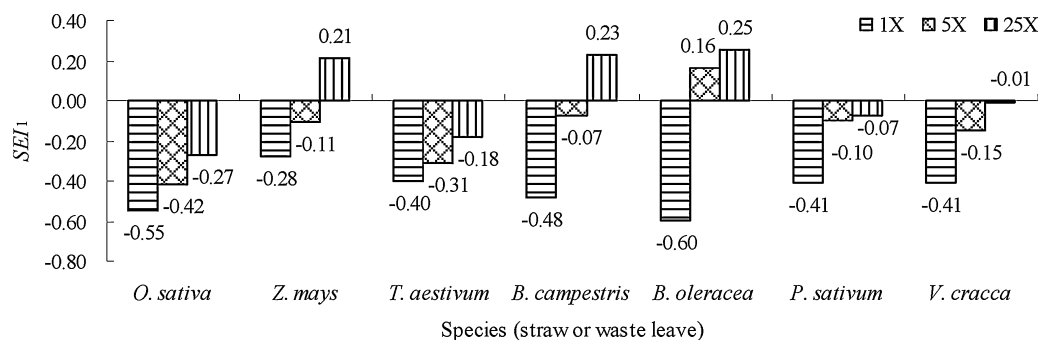 0.40
0.20
0.00
-0.20
-0.40
-0.60
-0.80
SEI1
1X 5X 25X
-0.55 -0.42 -0.27
-0.28 -0.11 0.21
-0.40 -0.31 -0.18
-0.48 -0.07 0.23
-0.60 0.16 0.25
-0.41 -0.10 -0.07
-0.41 -0.15 -0.01
O. sativa Z. mays T. aestivum B. campestris B. oleracea P. sativum V. cracca
Species (straw or waste leave)